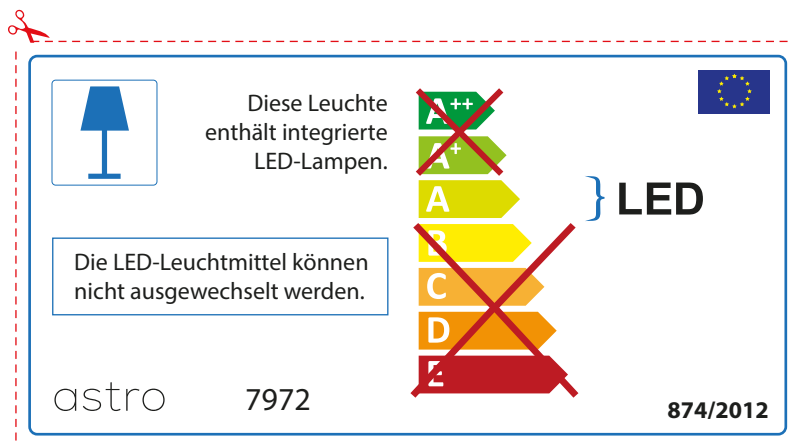 Diese Leuchte
enthält integrierte
LED-Lampen.
A++
A+
A
B
C
D
E
LED
Die LED-Leuchtmittel können
nicht ausgewechselt werden.
astro
7972
874/2012